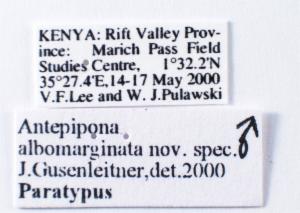 KENYA: Rift Valley Prov-
ince: Marich Pass Field
Studies Centre, 1°32.2'N
35°27.4'E,14-17 May 2000
V.F.Lee and W. J.Pulawski
Antepipona ♂
albomarginata nov. spec.
J.Gusenleitner,det.2000
Paratypus